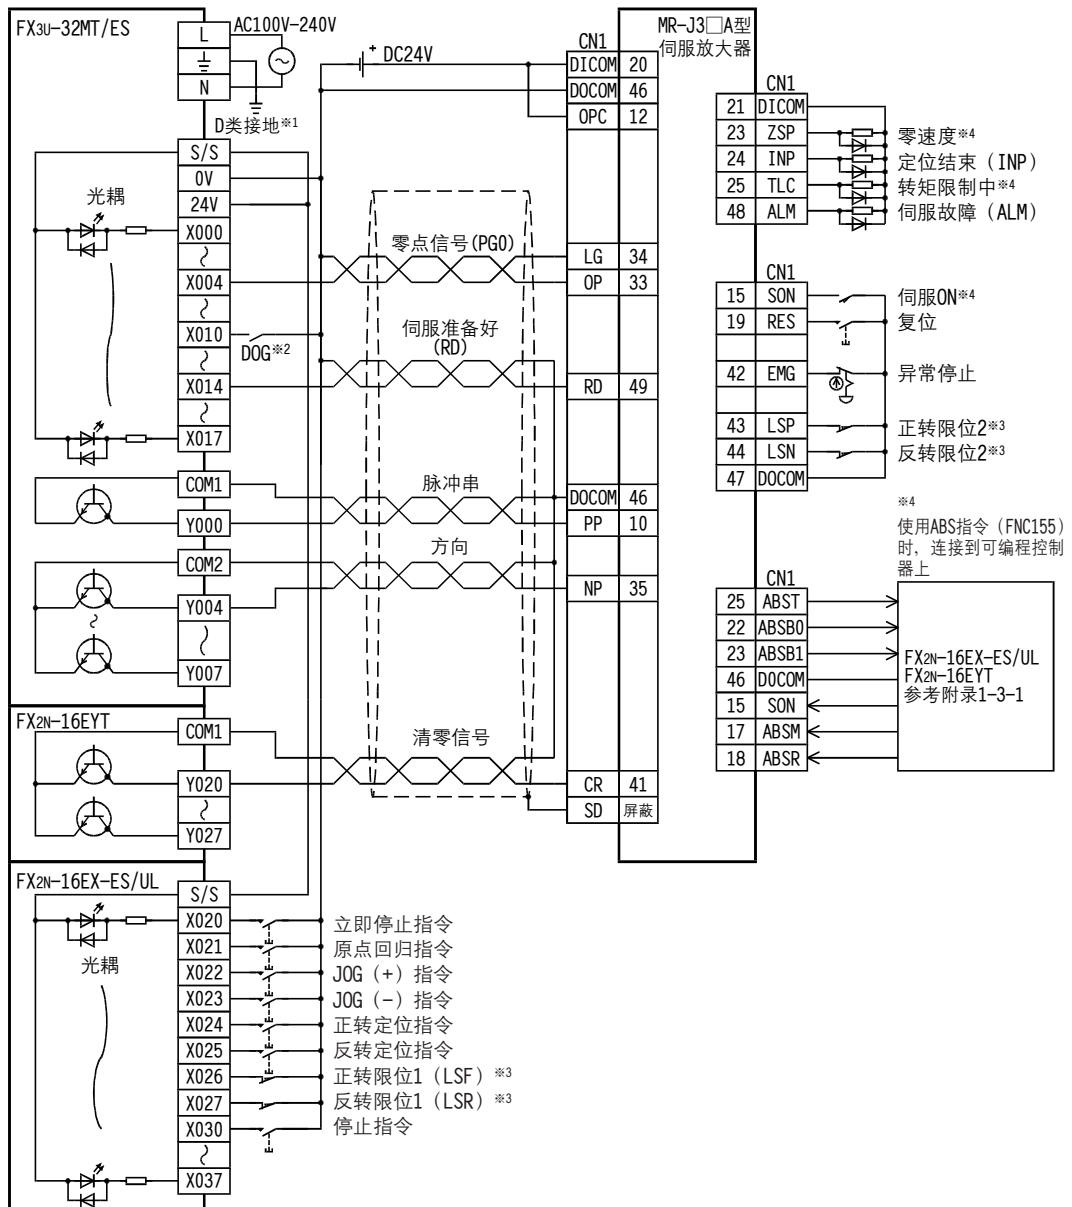 FX3U-32MT/ES
L
N
AC100V-240V
D类接地※1
S/S
0V
24V
X000
X004
X010
X014
X017
光耦
DOG※2
COM1
Y000
COM2
Y004
Y007
FX2N-16EYT
COM1
Y020
Y027
FX2N-16EX-ES/UL
S/S
X020
X021
X022
X023
X024
X025
X026
X027
X030
X037
光耦
立即停止指令
原点回归指令
JOG（+）指令
JOG（-）指令
正转定位指令
反转定位指令
正转限位1（LSF）※3
反转限位1（LSR）※3
停止指令
+ DC24V
零点信号(PG0)
伺服准备好
(RD)
脉冲串
方向
清零信号
MR-J3□A型
伺服放大器
CN1
DICOM 20
DOCOM 46
OPC 12
LG 34
OP 33
RD 49
DOCOM 46
PP 10
NP 35
CR 41
SD 屏蔽
CN1
21 DICOM
23 ZSP 零速度※4
24 INP 定位结束（INP）
25 TLC 转矩限制中※4
48 ALM 伺服故障（ALM）
CN1
15 SON 伺服ON※4
19 RES 复位
42 EMG 异常停止
43 LSP 正转限位2※3
44 LSN 反转限位2※3
47 DOCOM
※4
使用ABS指令（FNC155）
时，连接到可编程控制
器上
CN1
25 ABST
22 ABSB0
23 ABSB1
46 DOCOM
15 SON
17 ABSM
18 ABSR
FX2N-16EX-ES/UL
FX2N-16EYT
参考附录1-3-1